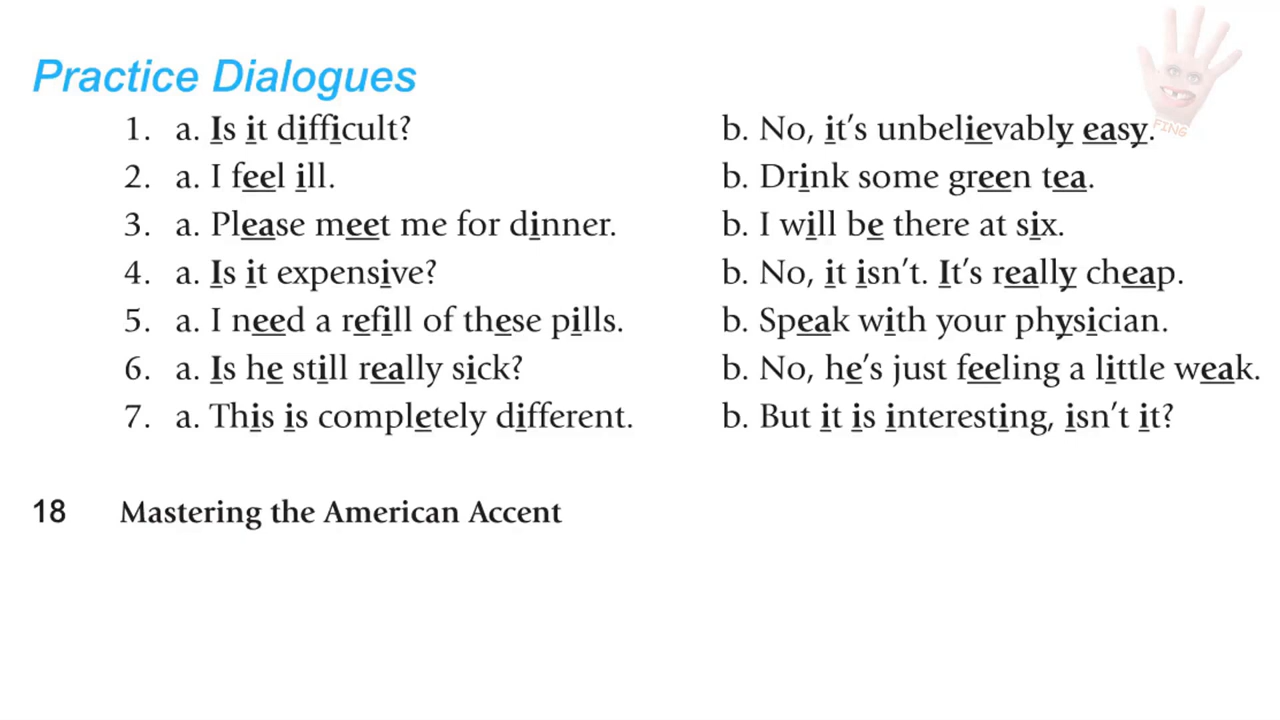 Practice Dialogues
1. a. Is it difficult? b. No, it's unbelievably easy.
2. a. I feel ill. b. Drink some green tea.
3. a. Please meet me for dinner. b. I will be there at six.
4. a. Is it expensive? b. No, it isn't. It's really cheap.
5. a. I need a refill of these pills. b. Speak with your physician.
6. a. Is he still really sick? b. No, he's just feeling a little weak.
7. a. This is completely different. b. But it is interesting, isn't it?
18 Mastering the American Accent
FING